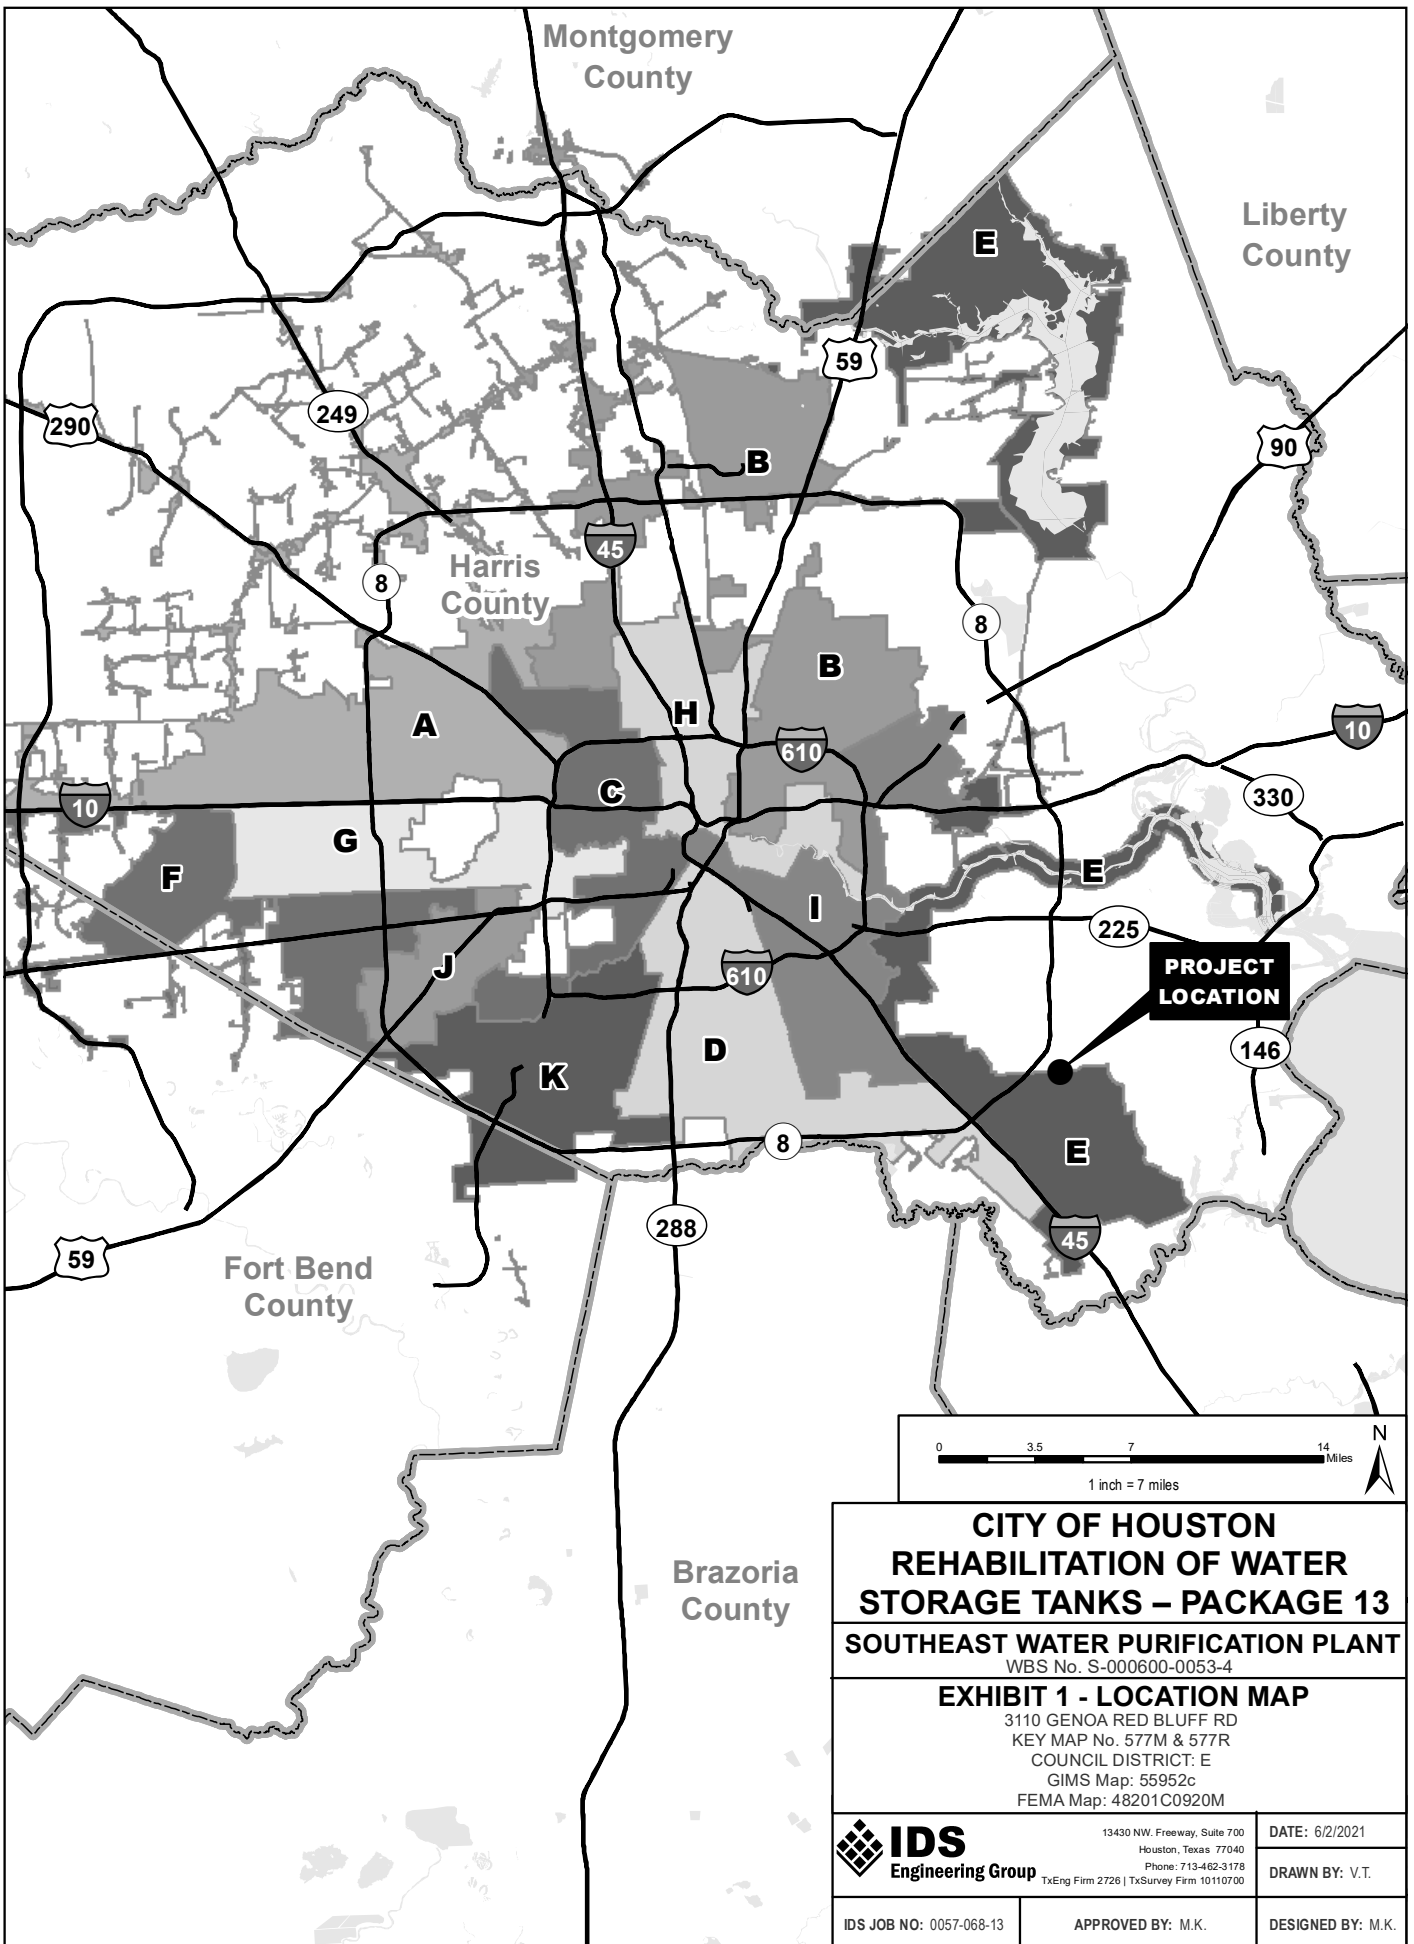 Montgomery
County
Liberty
County
E
59
249
290
B
90
45
Harris
County
8
8
B
A
H
10
610
C
10
330
G
F
E
I
225
J
610
PROJECT
LOCATION
D
146
K
8
E
288
45
59
Fort Bend
County
0 3.5 7 14
Miles
N
1 inch = 7 miles
CITY OF HOUSTON
REHABILITATION OF WATER
STORAGE TANKS – PACKAGE 13
Brazoria
County
SOUTHEAST WATER PURIFICATION PLANT
WBS No. S-000600-0053-4
EXHIBIT 1 - LOCATION MAP
3110 GENOA RED BLUFF RD
KEY MAP No. 577M & 577R
COUNCIL DISTRICT: E
GIMS Map: 55952c
FEMA Map: 48201C0920M
IDS
Engineering Group
13430 NW. Freeway, Suite 700
Houston, Texas 77040
Phone: 713-462-3178
TxEng Firm 2726 | TxSurvey Firm 10110700
DATE: 6/2/2021
DRAWN BY: V.T.
IDS JOB NO: 0057-068-13
APPROVED BY: M.K.
DESIGNED BY: M.K.